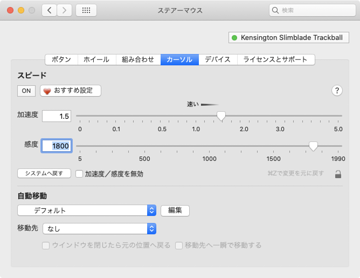 ステアーマウス
検索
Kensington Slimblade Trackball
ボタン ホイール 組み合わせ カーソル デバイス ライセンスとサポート
スピード
ON おすすめ設定 ?
速い
加速度 1.5
0 0.1 0.5 1.0 2.0 3.0 5.0
感度 1800
5 500 1000 1500 1990
システムへ戻す 加速度/感度を無効 ⌘Zで変更を元に戻す
自動移動
デフォルト 編集
移動先 なし
ウインドウを閉じたら元の位置へ戻る 移動先へ一瞬で移動する